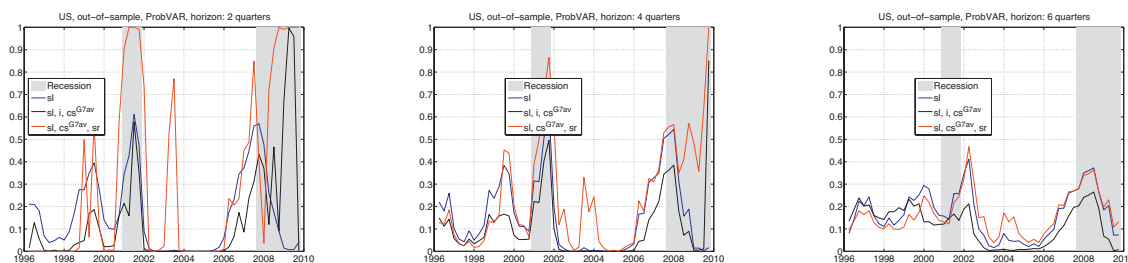 US, out-of-sample, ProbVAR, horizon: 2 quarters
1
0.9
0.8
0.7
0.6
0.5
0.4
0.3
0.2
0.1
0
Recession
sl
sl, i, cs^G7av
sl, cs^G7av, sr
1996 1998 2000 2002 2004 2006 2008 2010
US, out-of-sample, ProbVAR, horizon: 4 quarters
1
0.9
0.8
0.7
0.6
0.5
0.4
0.3
0.2
0.1
0
Recession
sl
sl, i, cs^G7av
sl, cs^G7av, sr
1996 1998 2000 2002 2004 2006 2008 2010
US, out-of-sample, ProbVAR, horizon: 6 quarters
1
0.9
0.8
0.7
0.6
0.5
0.4
0.3
0.2
0.1
0
Recession
sl
sl, i, cs^G7av
sl, cs^G7av, sr
1996 1998 2000 2002 2004 2006 2008 201